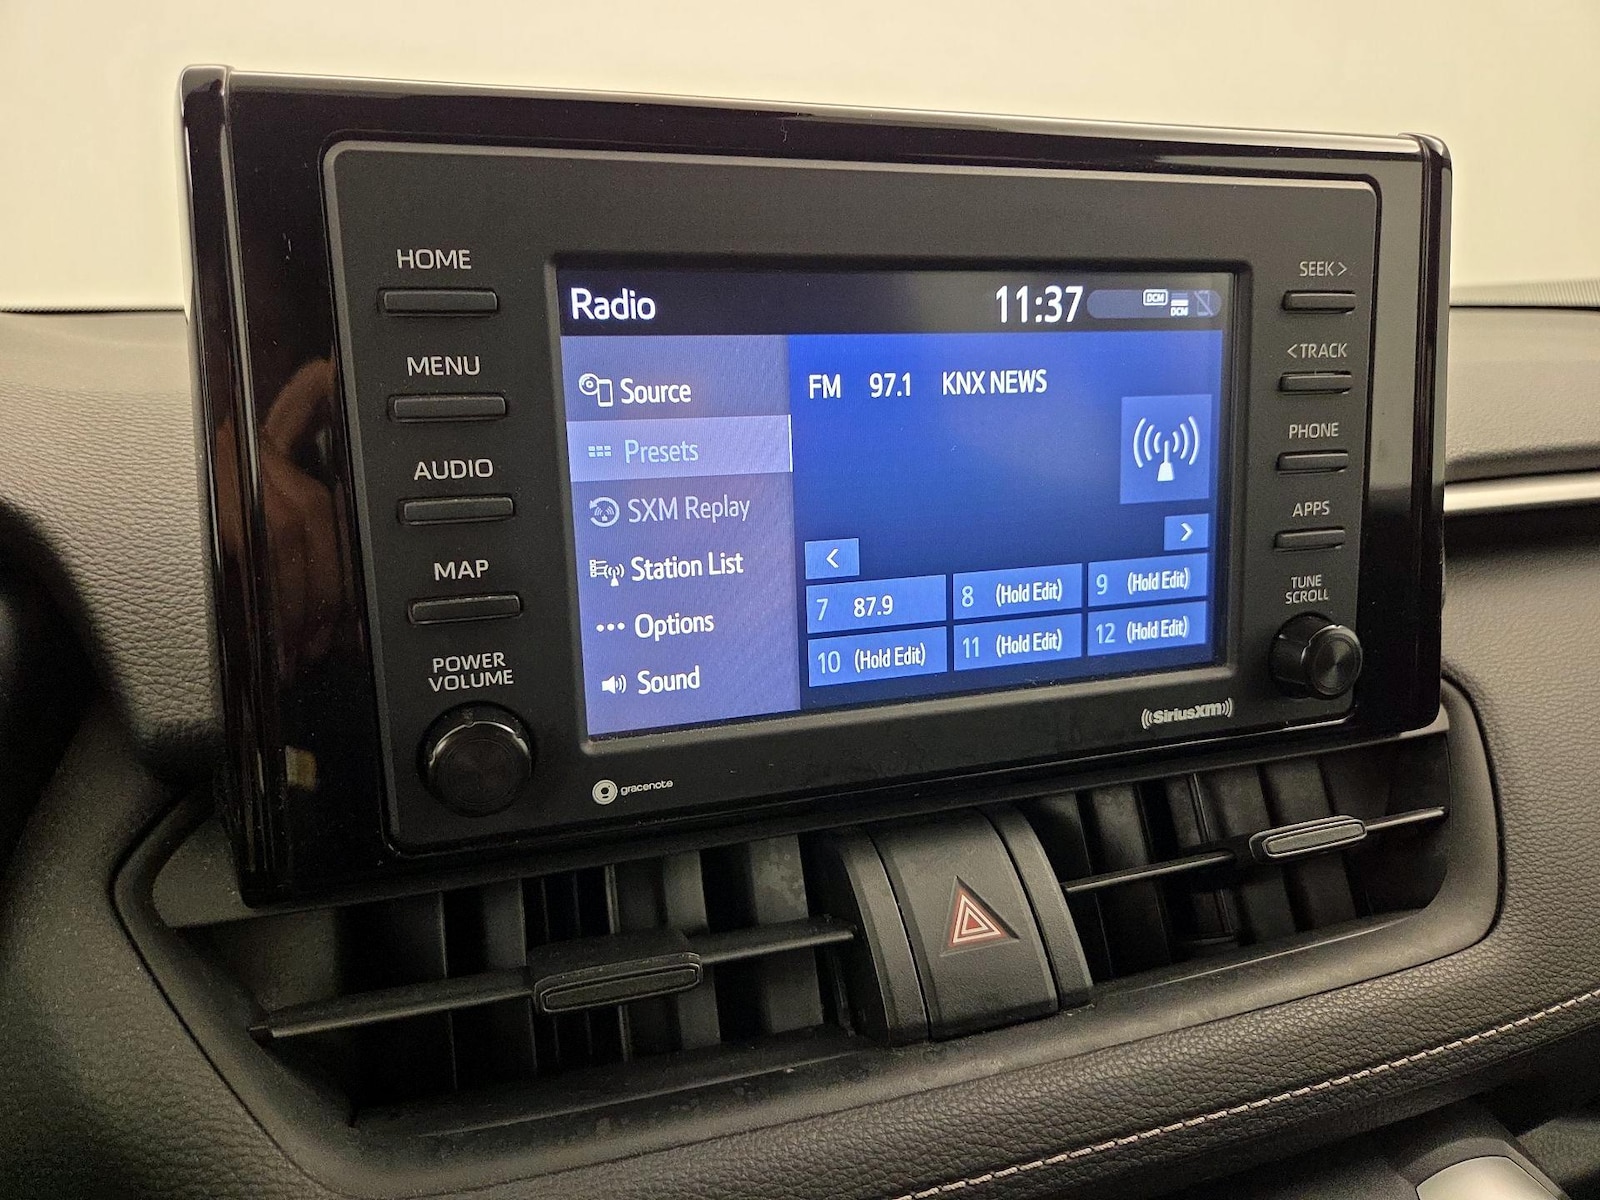 HOME
MENU
AUDIO
MAP
POWER
VOLUME
Radio
11:37
DCM
DCM
Source
Presets
SXM Replay
Station List
Options
Sound
FM 97.1 KNX NEWS
<
>
7 87.9
8 (Hold Edit)
9 (Hold Edit)
10 (Hold Edit)
11 (Hold Edit)
12 (Hold Edit)
SEEK >
< TRACK
PHONE
APPS
TUNE
SCROLL
gracenote
((SiriusXM))